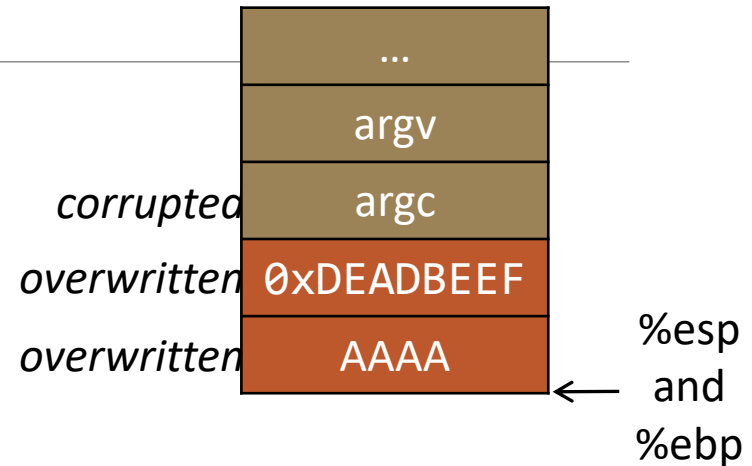 …
argv
corrupted argc
overwritten 0xDEADBEEF
overwritten AAAA
%esp
and
%ebp